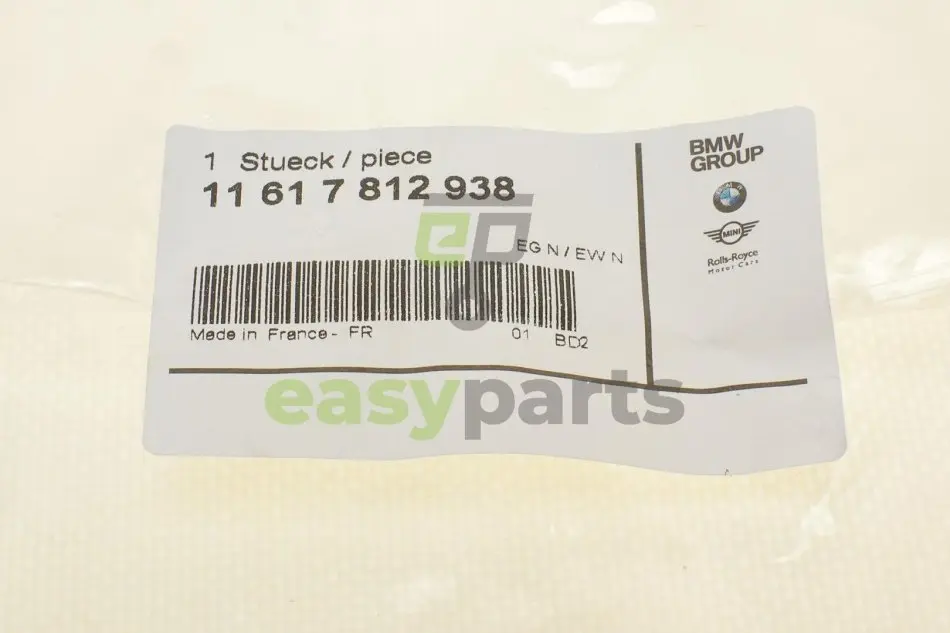 1 Stueck / piece
11 61 7 812 938
EG N / EW N
Made in France - FR
01 BD2
BMW
GROUP
MINI
Rolls-Royce
Motor Cars
easyparts